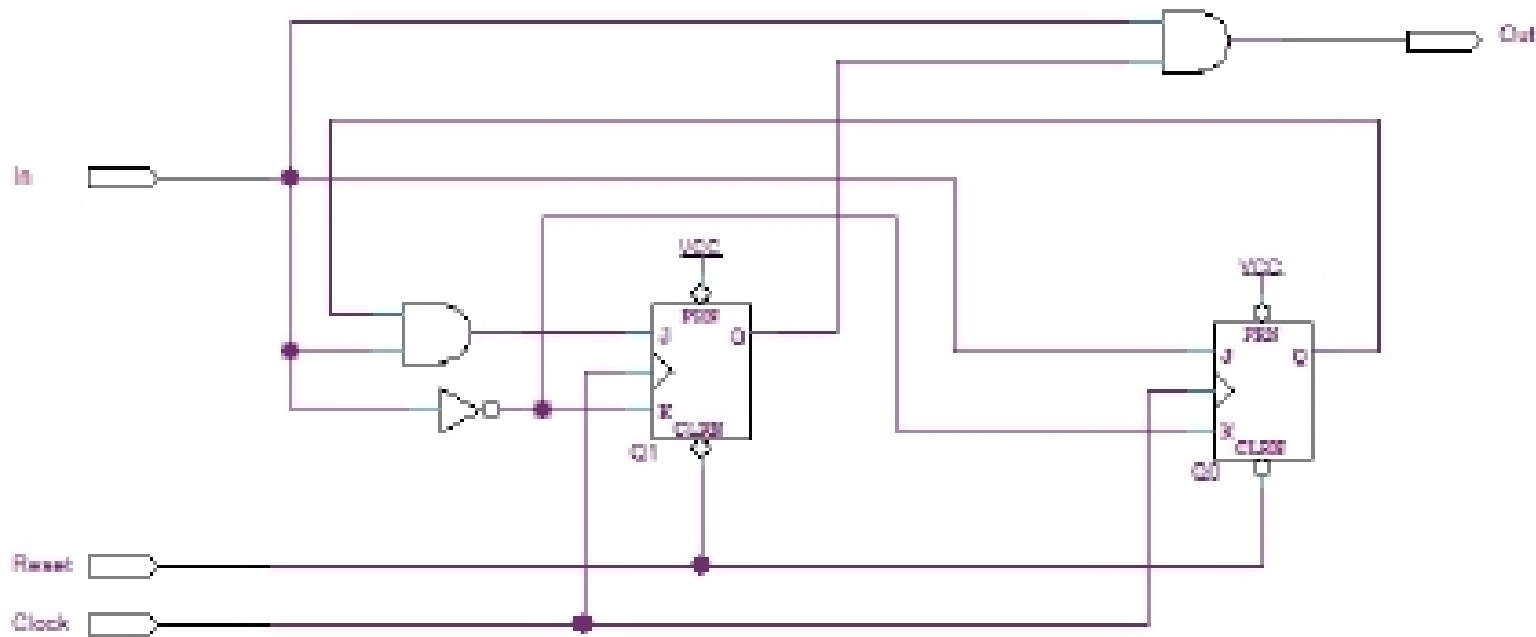 Out
In
VCC
VCC
PRN
J Q
PRN
J Q
K
CLRN
Q1
K
CLRN
Q0
Reset
Clock